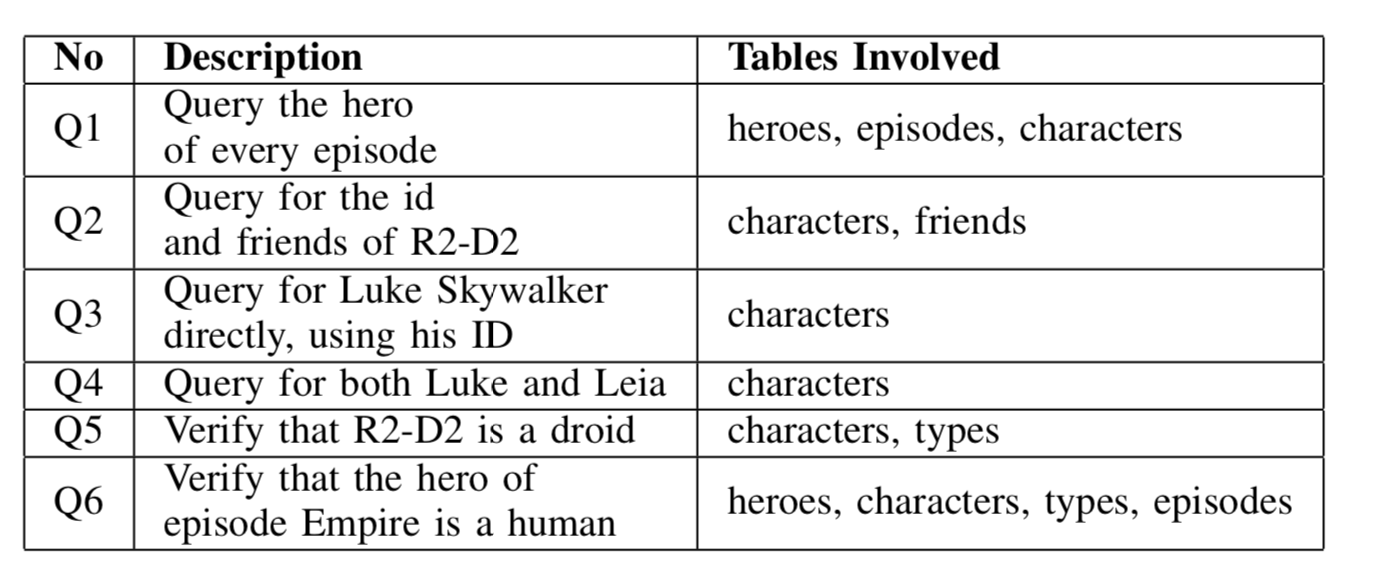 No Description Tables Involved
Q1 Query the hero
of every episode heroes, episodes, characters
Q2 Query for the id
and friends of R2-D2 characters, friends
Q3 Query for Luke Skywalker
directly, using his ID characters
Q4 Query for both Luke and Leia characters
Q5 Verify that R2-D2 is a droid characters, types
Q6 Verify that the hero of
episode Empire is a human heroes, characters, types, episodes